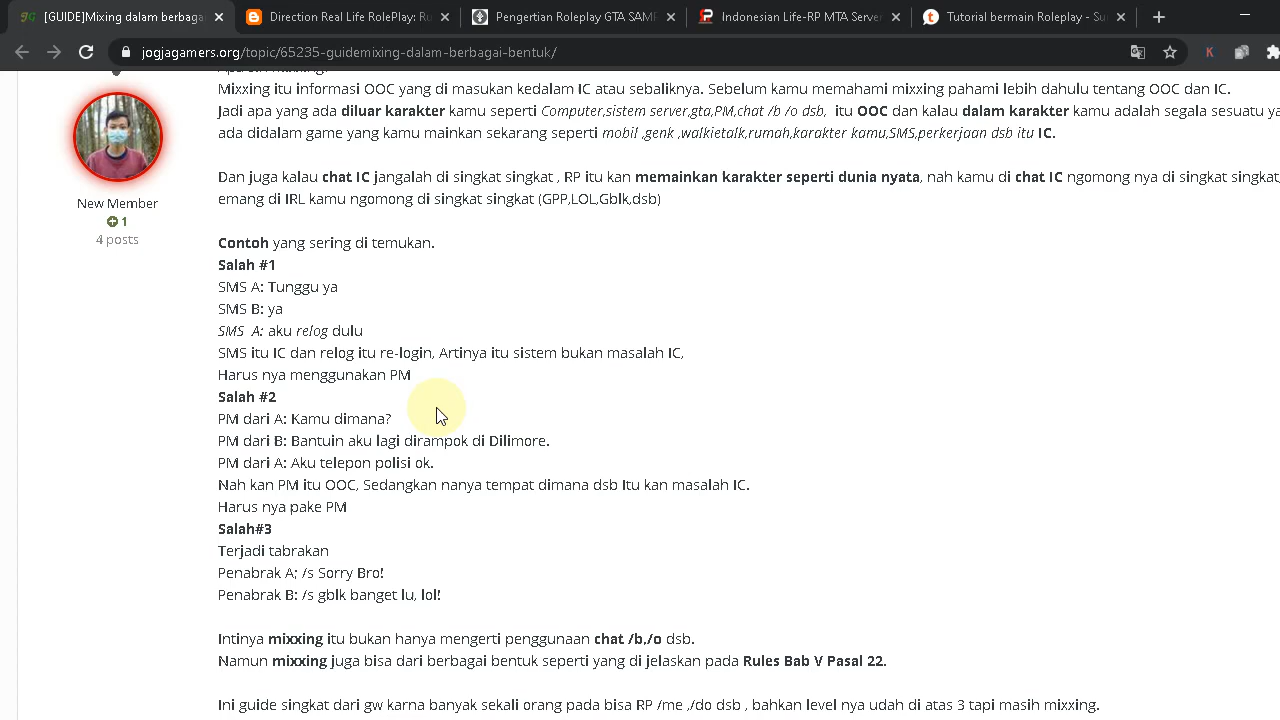 [GUIDE]Mixing dalam berbaga
Direction Real Life RolePlay: Ru
Pengertian Roleplay GTA SAMP
Indonesian Life-RP MTA Server
Tutorial bermain Roleplay - Su
jogjagamers.org/topic/65235-guidemixing-dalam-berbagai-bentuk/
K
Mixxing itu informasi OOC yang di masukan kedalam IC atau sebaliknya. Sebelum kamu memahami mixxing pahami lebih dahulu tentang OOC dan IC.
Jadi apa yang ada diluar karakter kamu seperti Computer,sistem server,gta,PM,chat /b /o dsb, itu OOC dan kalau dalam karakter kamu adalah segala sesuatu ya
ada didalam game yang kamu mainkan sekarang seperti mobil ,genk ,walkietalk,rumah,karakter kamu,SMS,perkerjaan dsb itu IC.
Dan juga kalau chat IC jangalah di singkat singkat , RP itu kan memainkan karakter seperti dunia nyata, nah kamu di chat IC ngomong nya di singkat singkat,
emang di IRL kamu ngomong di singkat singkat (GPP,LOL,Gblk,dsb)
New Member
1
4 posts
Contoh yang sering di temukan.
Salah #1
SMS A: Tunggu ya
SMS B: ya
SMS A: aku relog dulu
SMS itu IC dan relog itu re-login, Artinya itu sistem bukan masalah IC,
Harus nya menggunakan PM
Salah #2
PM dari A: Kamu dimana?
PM dari B: Bantuin aku lagi dirampok di Dilimore.
PM dari A: Aku telepon polisi ok.
Nah kan PM itu OOC, Sedangkan nanya tempat dimana dsb Itu kan masalah IC.
Harus nya pake PM
Salah#3
Terjadi tabrakan
Penabrak A; /s Sorry Bro!
Penabrak B: /s gblk banget lu, lol!
Intinya mixxing itu bukan hanya mengerti penggunaan chat /b,/o dsb.
Namun mixxing juga bisa dari berbagai bentuk seperti yang di jelaskan pada Rules Bab V Pasal 22.
Ini guide singkat dari gw karna banyak sekali orang pada bisa RP /me ,/do dsb , bahkan level nya udah di atas 3 tapi masih mixxing.